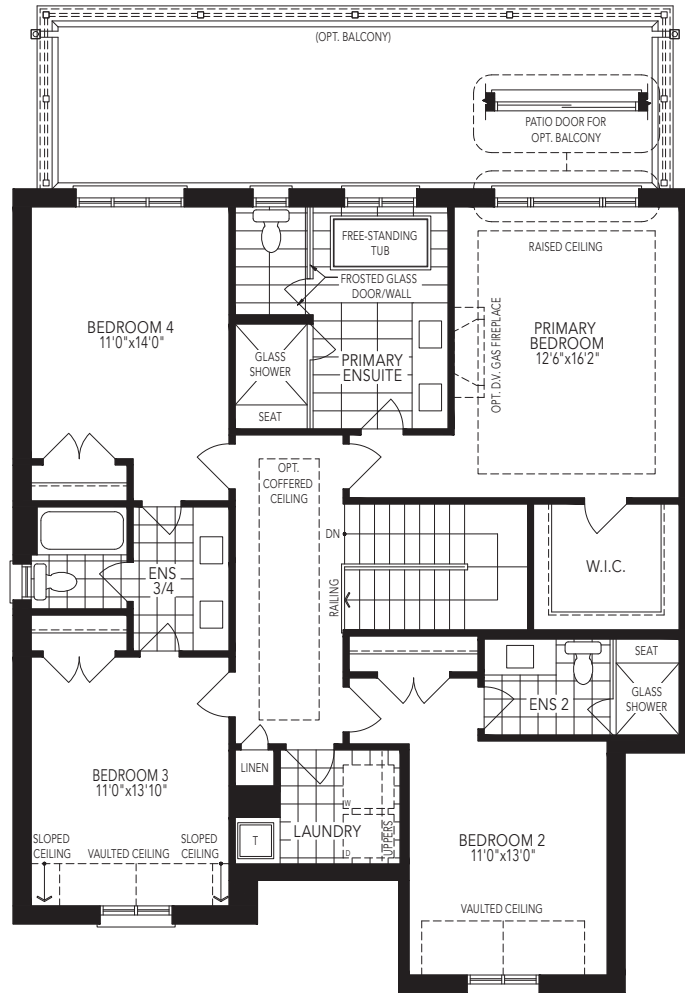 (OPT. BALCONY)
PATIO DOOR FOR
OPT. BALCONY
FREE-STANDING
TUB
RAISED CEILING
FROSTED GLASS
DOOR/WALL
BEDROOM 4
11'0"x14'0"
GLASS
SHOWER
SEAT
PRIMARY
ENSUITE
OPT. D.V. GAS FIREPLACE
PRIMARY
BEDROOM
12'6"x16'2"
OPT.
COFFERED
CEILING
DN
RAILING
W.I.C.
ENS
3/4
ENS 2
SEAT
GLASS
SHOWER
BEDROOM 3
11'0"x13'10"
LINEN
SLOPED
CEILING
VAULTED CEILING
SLOPED
CEILING
T
LAUNDRY
W
D
UPPERS
BEDROOM 2
11'0"x13'0"
VAULTED CEILING